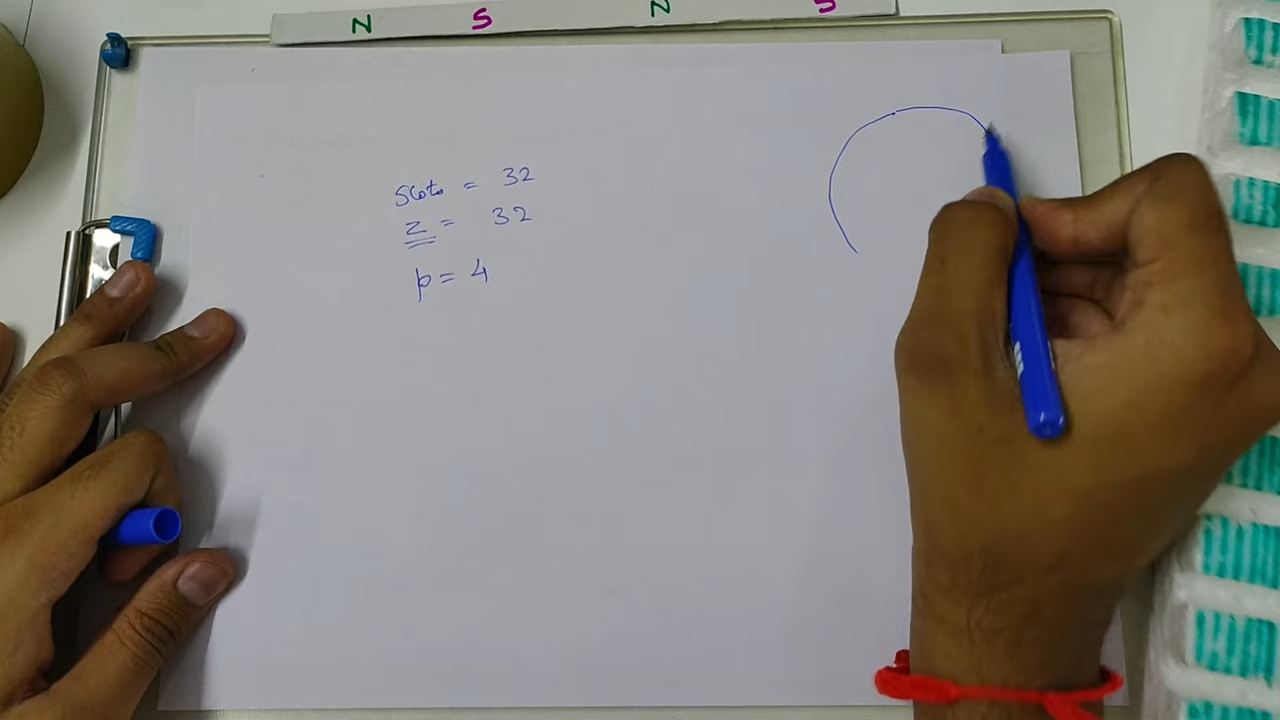 N S N S
Slots = 32
z = 32
p = 4